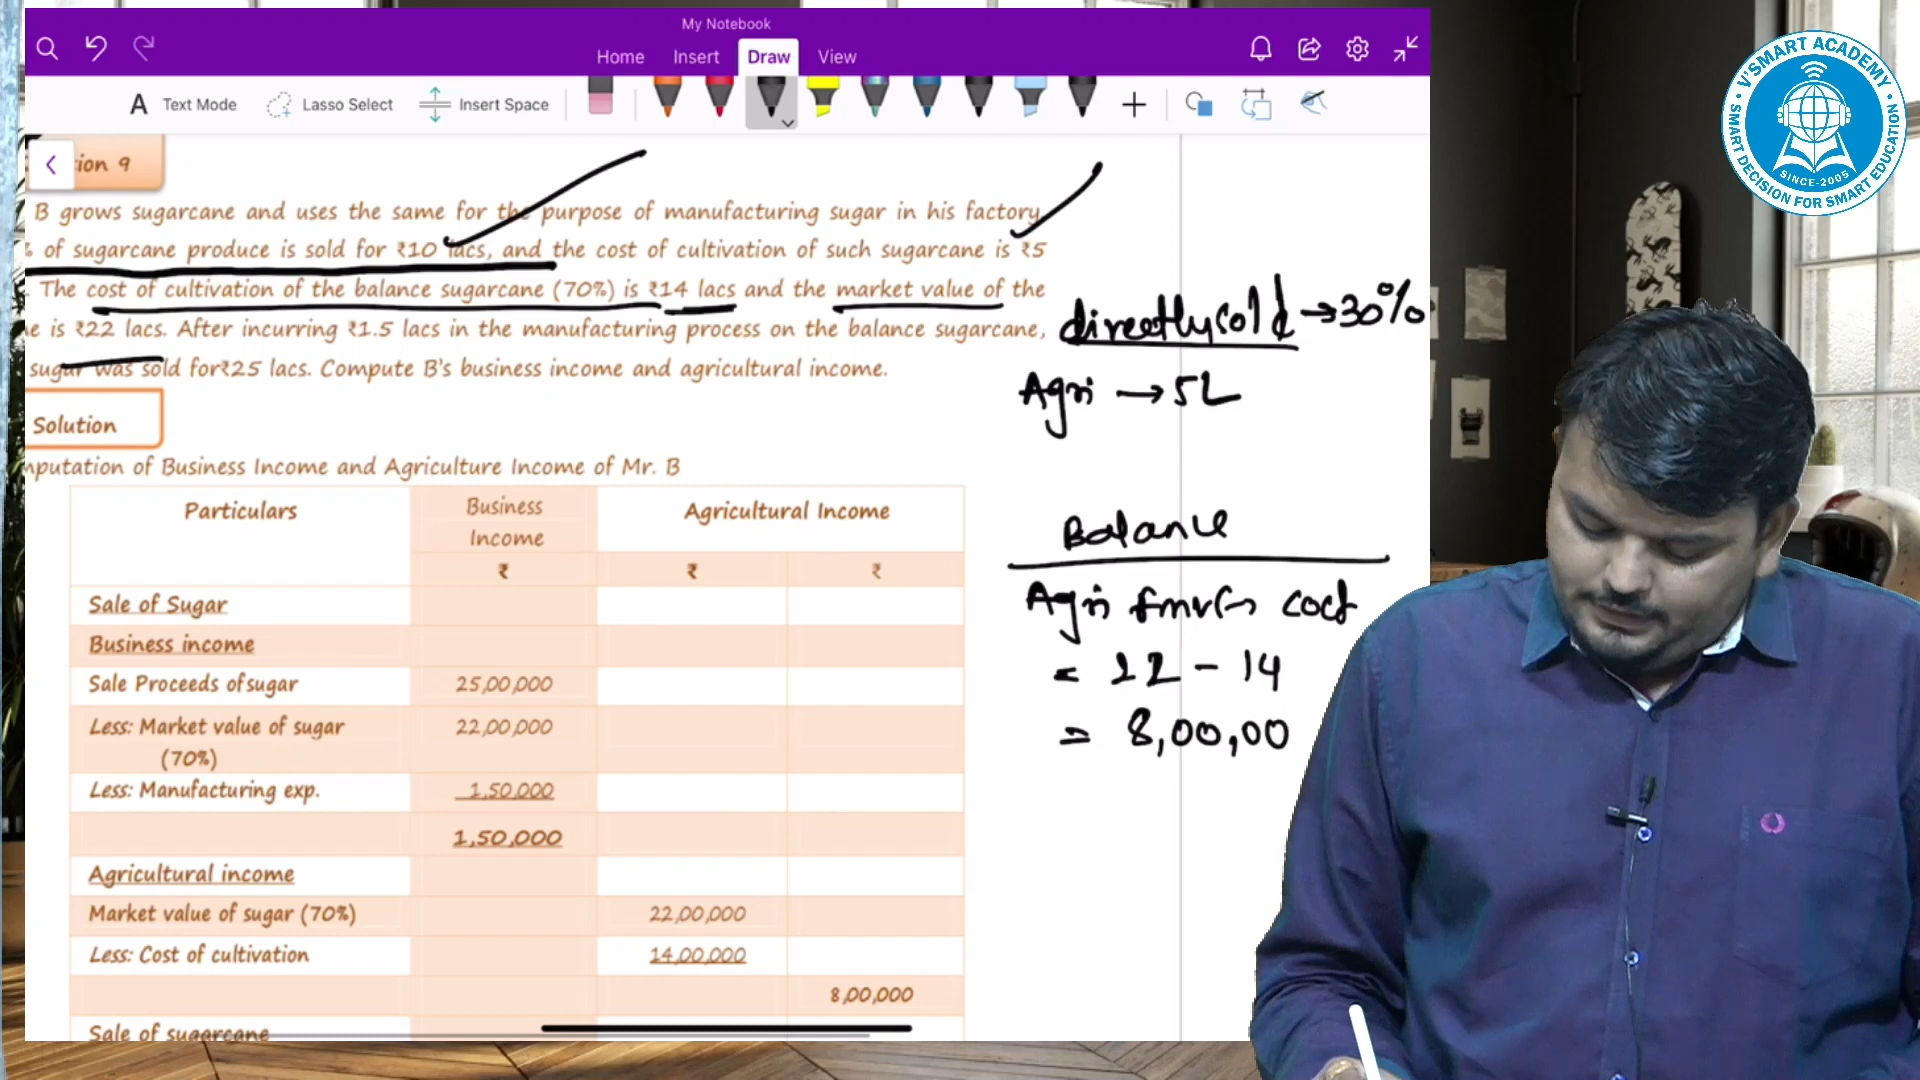 My Notebook
Home Insert Draw View
Text Mode Lasso Select Insert Space
tion 9
B grows sugarcane and uses the same for the purpose of manufacturing sugar in his factory
% of sugarcane produce is sold for ₹10 lacs, and the cost of cultivation of such sugarcane is ₹5
The cost of cultivation of the balance sugarcane (70%) is ₹14 lacs and the market value of the
e is ₹22 lacs. After incurring ₹1.5 lacs in the manufacturing process on the balance sugarcane,
sugar was sold for₹25 lacs. Compute B's business income and agricultural income.
directly sold → 30%
Agri → 5L
Solution
mputation of Business Income and Agriculture Income of Mr. B
Particulars Business Income Agricultural Income
₹ ₹ ₹
Sale of Sugar
Business income
Sale Proceeds of sugar 25,00,000
Less: Market value of sugar (70%) 22,00,000
Less: Manufacturing exp. 1,50,000
1,50,000
Agricultural income
Market value of sugar (70%) 22,00,000
Less: Cost of cultivation 14,00,000
8,00,000
Sale of sugarcane
Balance
Agri fmv (-) cost
= 22 - 14
= 8,00,00
V'SMART ACADEMY
SINCE-2005
SMART DECISION FOR SMART EDUCATION